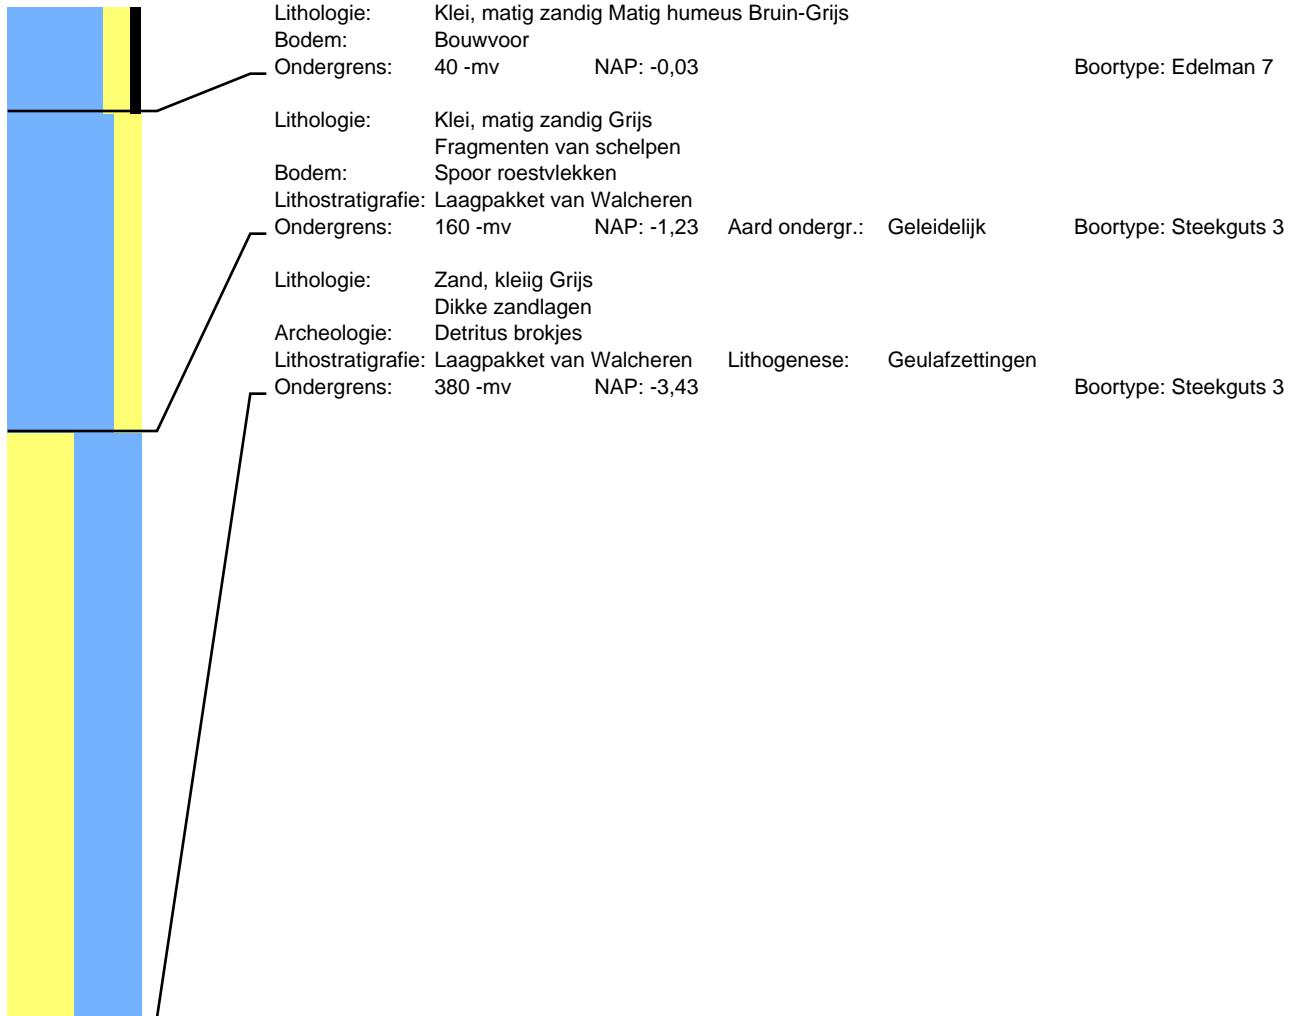 Lithologie: Klei, matig zandig Matig humeus Bruin-Grijs
Bodem: Bouwvoor
Ondergrens: 40 -mv NAP: -0,03 Boortype: Edelman 7
Lithologie: Klei, matig zandig Grijs
Fragmenten van schelpen
Bodem: Spoor roestvlekken
Lithostratigrafie: Laagpakket van Walcheren
Ondergrens: 160 -mv NAP: -1,23 Aard ondergr.: Geleidelijk Boortype: Steekguts 3
Lithologie: Zand, kleiig Grijs
Dikke zandlagen
Archeologie: Detritus brokjes
Lithostratigrafie: Laagpakket van Walcheren Lithogenese: Geulafzettingen
Ondergrens: 380 -mv NAP: -3,43 Boortype: Steekguts 3